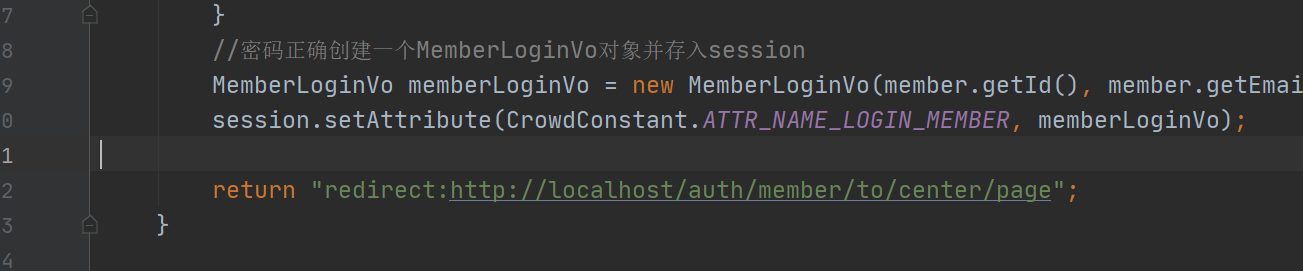 7 }
8 //密码正确创建一个MemberLoginVo对象并存入session
9 MemberLoginVo memberLoginVo = new MemberLoginVo(member.getId(), member.getEmai
0 session.setAttribute(CrowdConstant.ATTR_NAME_LOGIN_MEMBER, memberLoginVo);
1
2 return "redirect:http://localhost/auth/member/to/center/page";
3 }
4